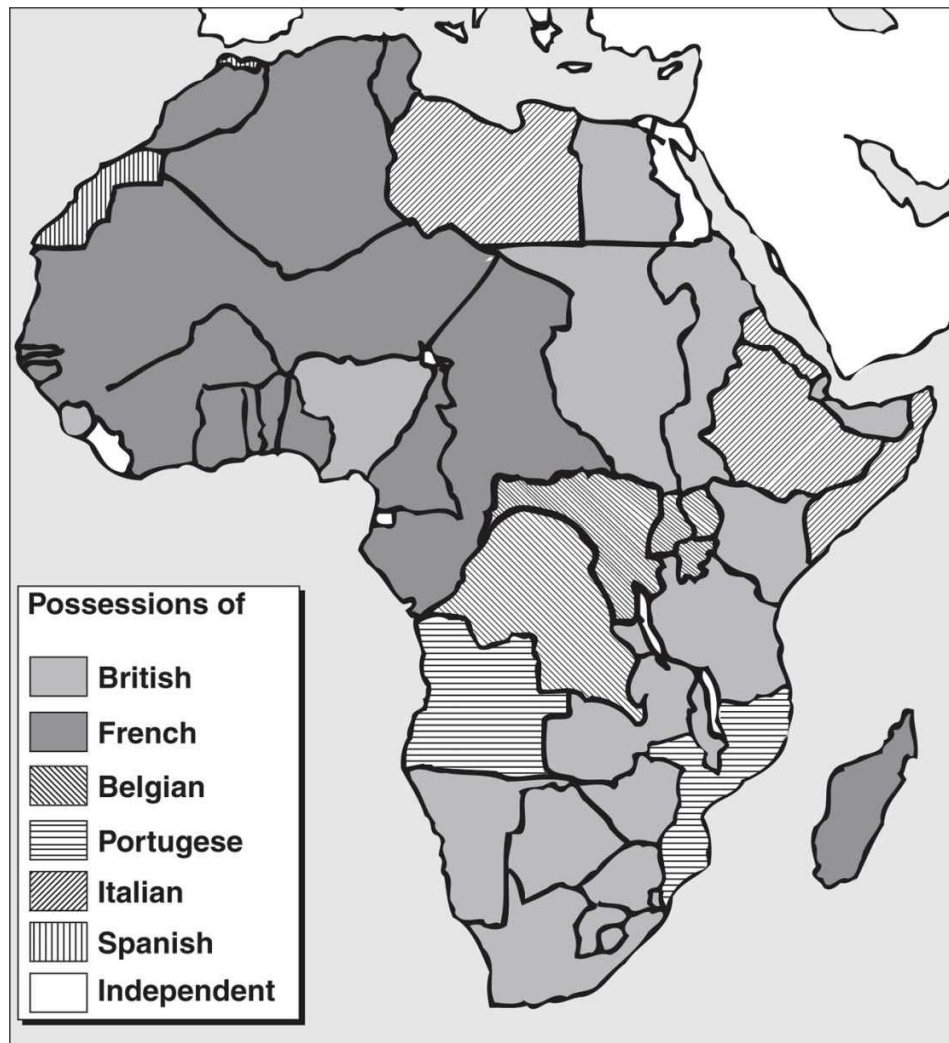 Possessions of
British
French
Belgian
Portugese
Italian
Spanish
Independent